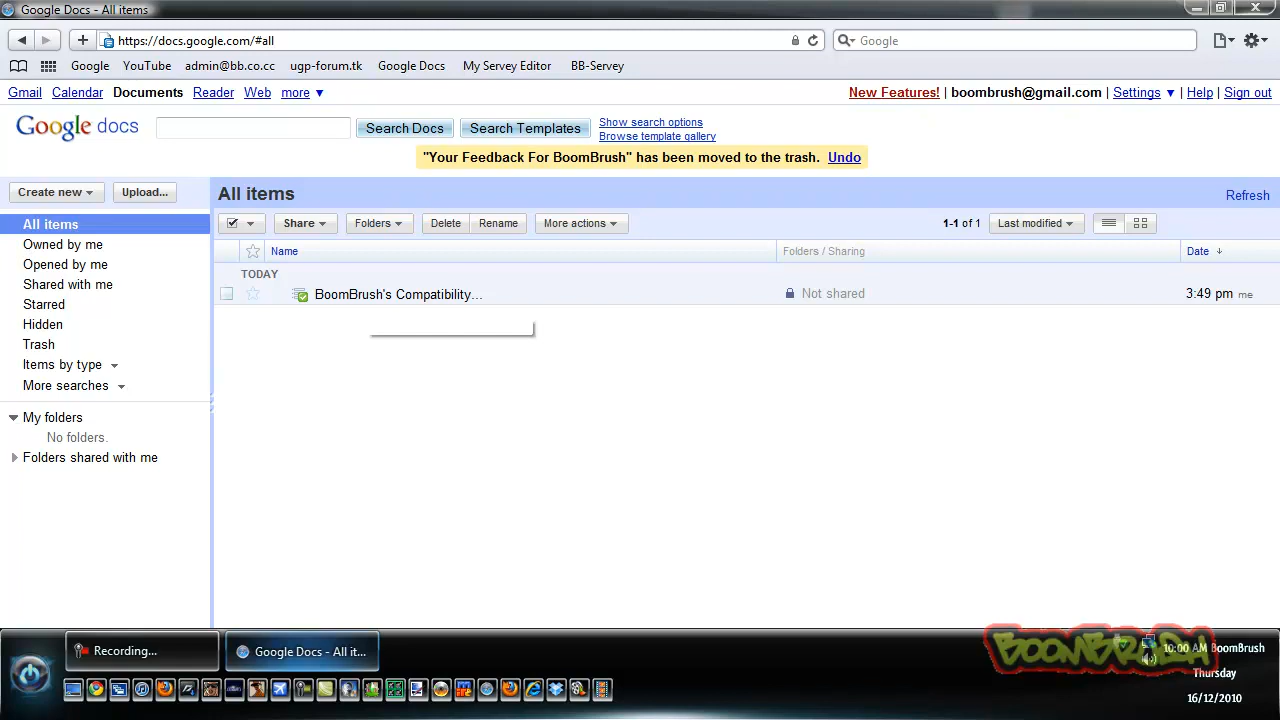 Google Docs - All items
https://docs.google.com/#all
Google
Google YouTube admin@bb.co.cc ugp-forum.tk Google Docs My Servey Editor BB-Servey
Gmail Calendar Documents Reader Web more ▼ New Features! | boombrush@gmail.com | Settings ▼ | Help | Sign out
Google docs Search Docs Search Templates Show search options
Browse template gallery
"Your Feedback For BoomBrush" has been moved to the trash. Undo
Create new Upload... All items Refresh
All items Share Folders Delete Rename More actions 1-1 of 1 Last modified
Owned by me Name Folders / Sharing Date
Opened by me TODAY
Shared with me BoomBrush's Compatibility... Not shared 3:49 pm me
Starred
Hidden
Trash
Items by type
More searches
My folders
No folders.
Folders shared with me
Recording... Google Docs - All it... BOOMBRUSH 10:00 AM BoomBrush
Thursday
16/12/2010